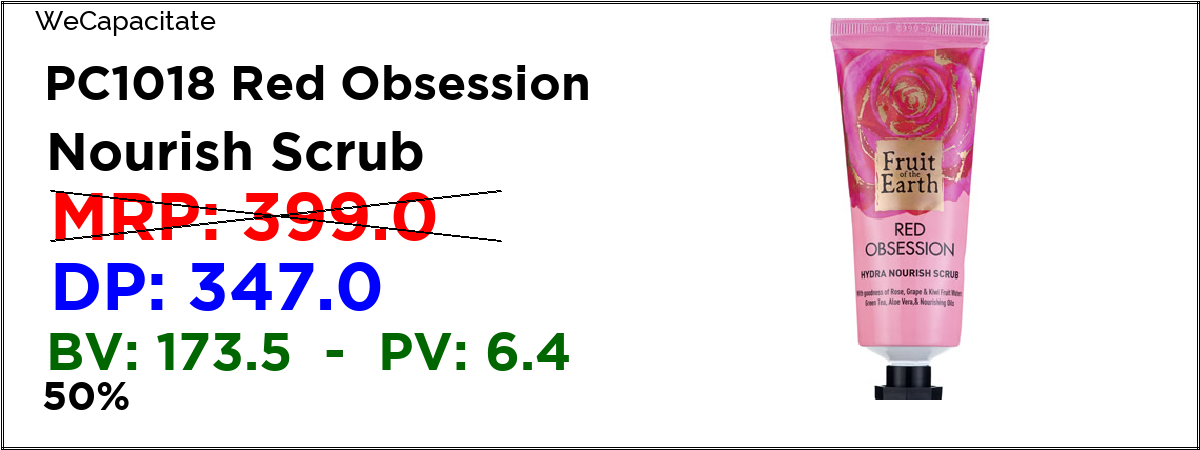 WeCapacitate
PC1018 Red Obsession
Nourish Scrub
MRP: 399.0
DP: 347.0
BV: 173.5 - PV: 6.4
50%
Fruit
of the
Earth
RED
OBSESSION
HYDRA NOURISH SCRUB
With goodness of Rose, Grape & Kiwi Fruit Waters
Green Tea, Aloe Vera,& Nourishing Oils